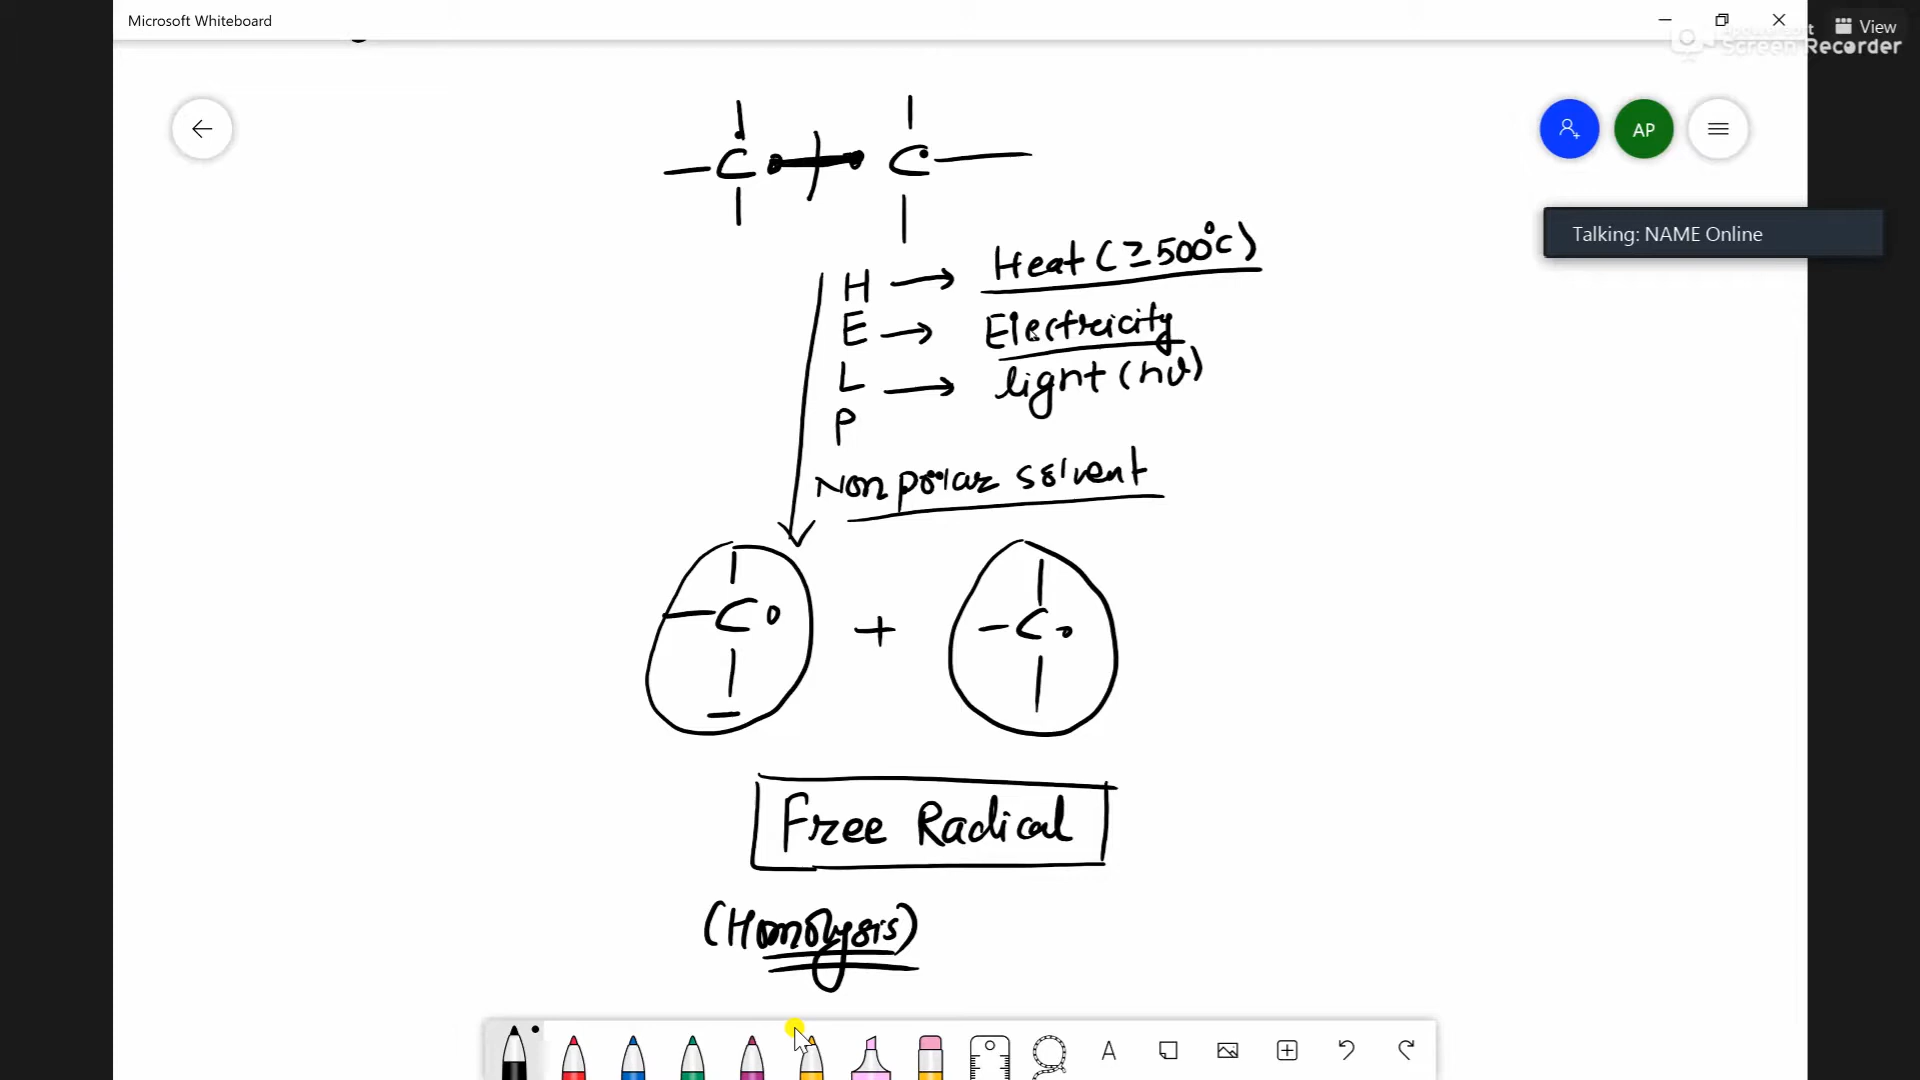 Microsoft Whiteboard
View
Apowersoft
Screen Recorder
AP
Talking: NAME Online
C C
H → Heat (≥500°C)
E → Electricity
L → light (hν)
P
Non polar solvent
C + C
Free Radical
(Homolysis)
A